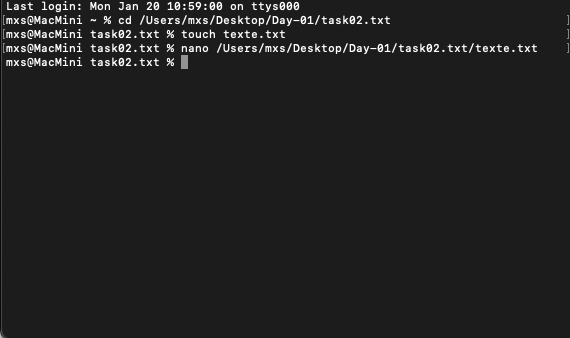 Last login: Mon Jan 20 10:59:00 on ttys000
[mxs@MacMini ~ % cd /Users/mxs/Desktop/Day-01/task02.txt ]
[mxs@MacMini task02.txt % touch texte.txt ]
[mxs@MacMini task02.txt % nano /Users/mxs/Desktop/Day-01/task02.txt/texte.txt ]
mxs@MacMini task02.txt %